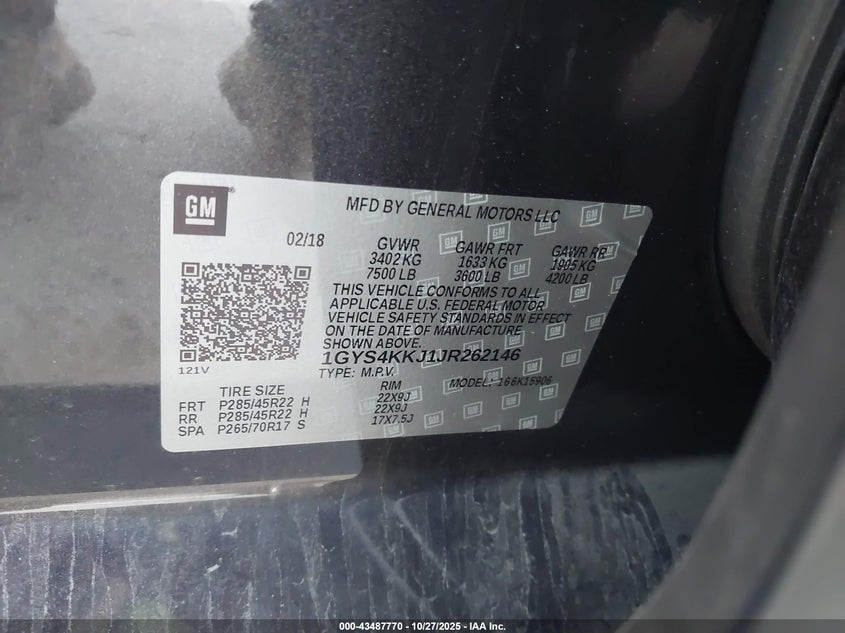 GM®
MFD BY GENERAL MOTORS LLC
02/18 GVWR GAWR FRT GAWR RR
3402 KG 1633 KG 1905 KG
7500 LB 3600 LB 4200 LB
THIS VEHICLE CONFORMS TO ALL
APPLICABLE U.S. FEDERAL MOTOR
VEHICLE SAFETY STANDARDS IN EFFECT
ON THE DATE OF MANUFACTURE
SHOWN ABOVE.
1GYS4KKJ1JR262146
121V
TYPE: M.P.V. MODEL: 166K15906
TIRE SIZE RIM
FRT P285/45R22 H 22X9J
RR P285/45R22 H 22X9J
SPA P265/70R17 S 17X7.5J
000-43487770 - 10/27/2025 - IAA Inc.